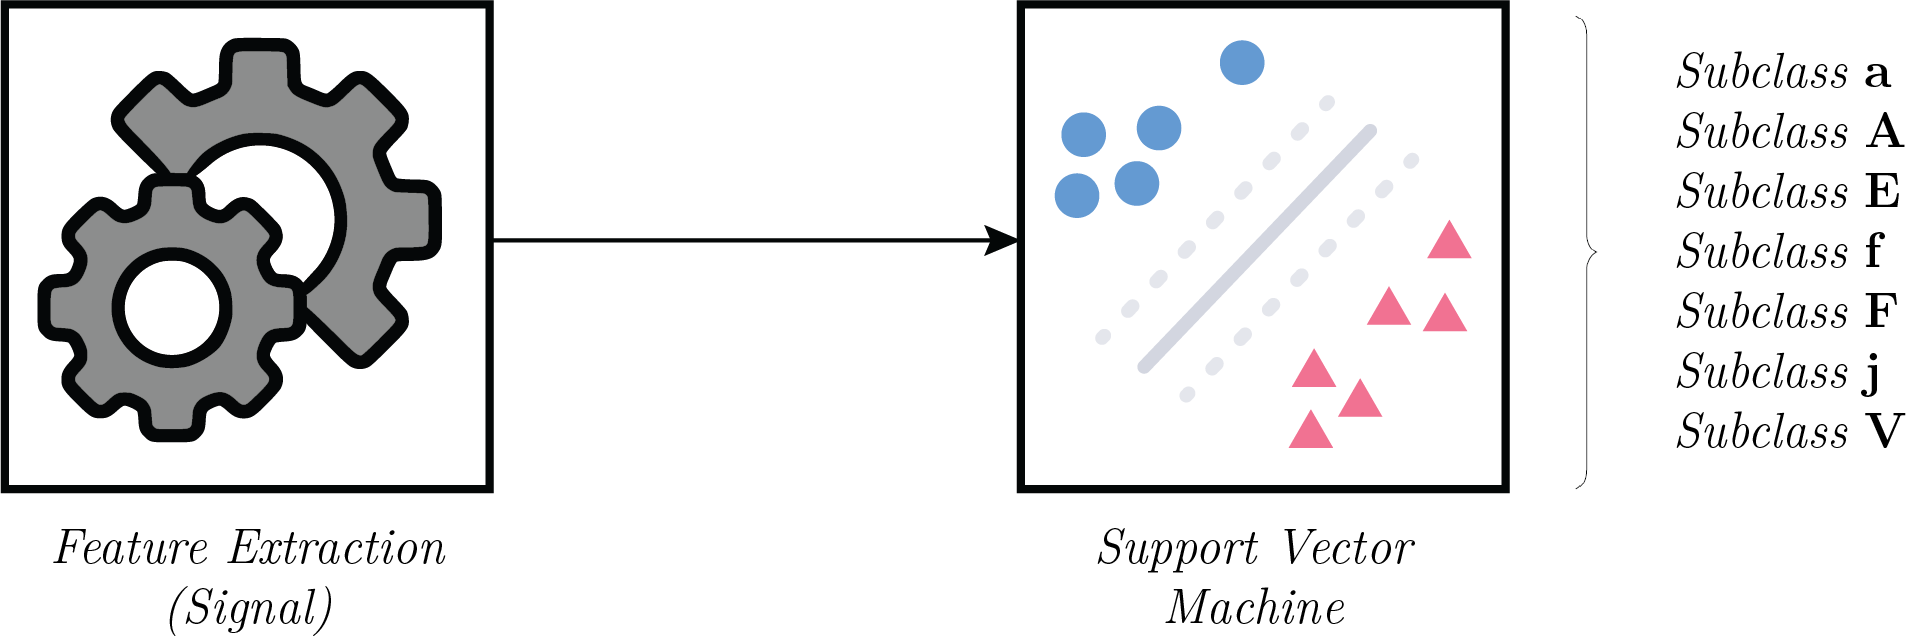 Feature Extraction
(Signal)
Support Vector
Machine
Subclass a
Subclass A
Subclass E
Subclass f
Subclass F
Subclass j
Subclass V